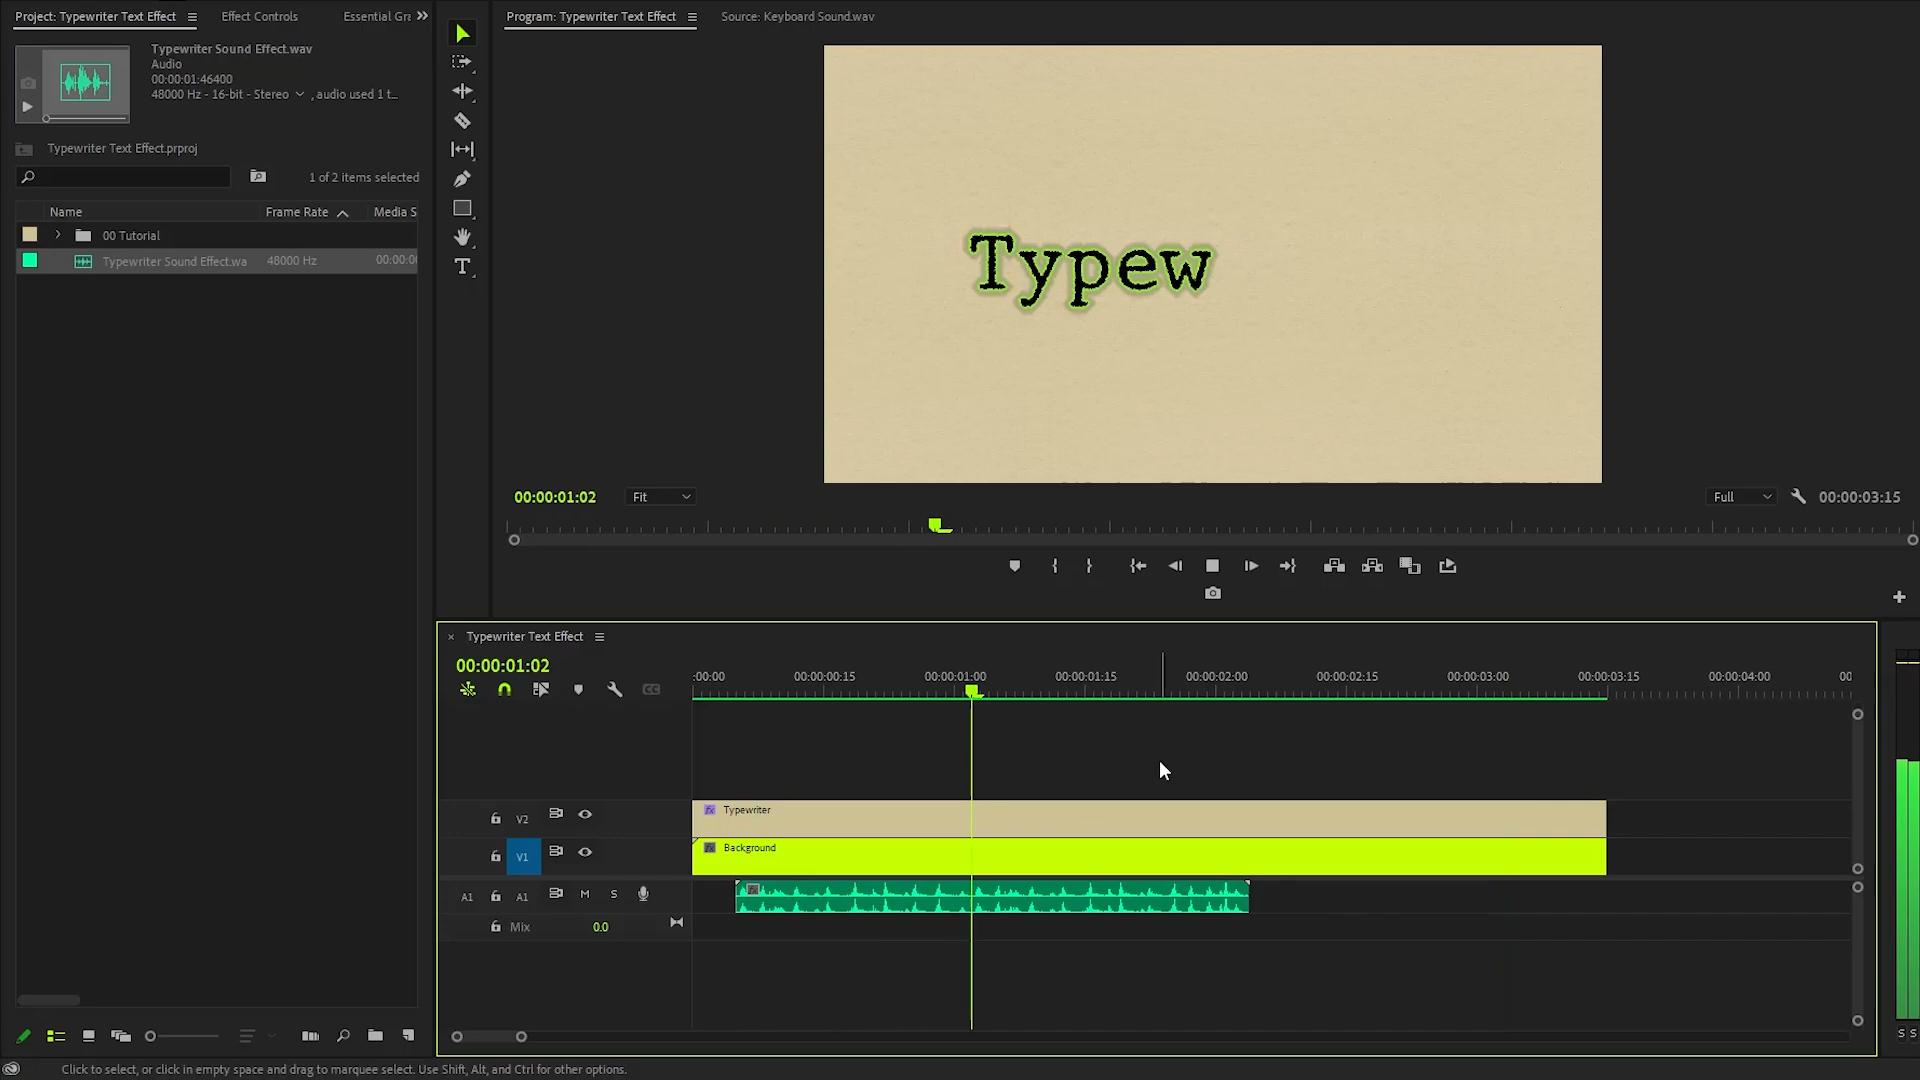 Project: Typewriter Text Effect
Effect Controls
Essential Gra
Program: Typewriter Text Effect
Source: Keyboard Sound.wav
Typewriter Sound Effect.wav
Audio
00:00:01:46400
48000 Hz - 16-bit - Stereo , audio used 1 t...
Typewriter Text Effect.prproj
1 of 2 items selected
Name
Frame Rate
Media S
00 Tutorial
Typewriter Sound Effect.wa
48000 Hz
00:00:0
Typew
00:00:01:02
Fit
Full
00:00:03:15
Typewriter Text Effect
00:00:01:02
:00:00
00:00:00:15
00:00:01:00
00:00:01:15
00:00:02:00
00:00:02:15
00:00:03:00
00:00:03:15
00:00:04:00
00
V2
Typewriter
fx
V1
Background
fx
A1
A1
M
S
fx
Mix
0.0
S S
Click to select, or click in empty space and drag to marquee select. Use Shift, Alt, and Ctrl for other options.